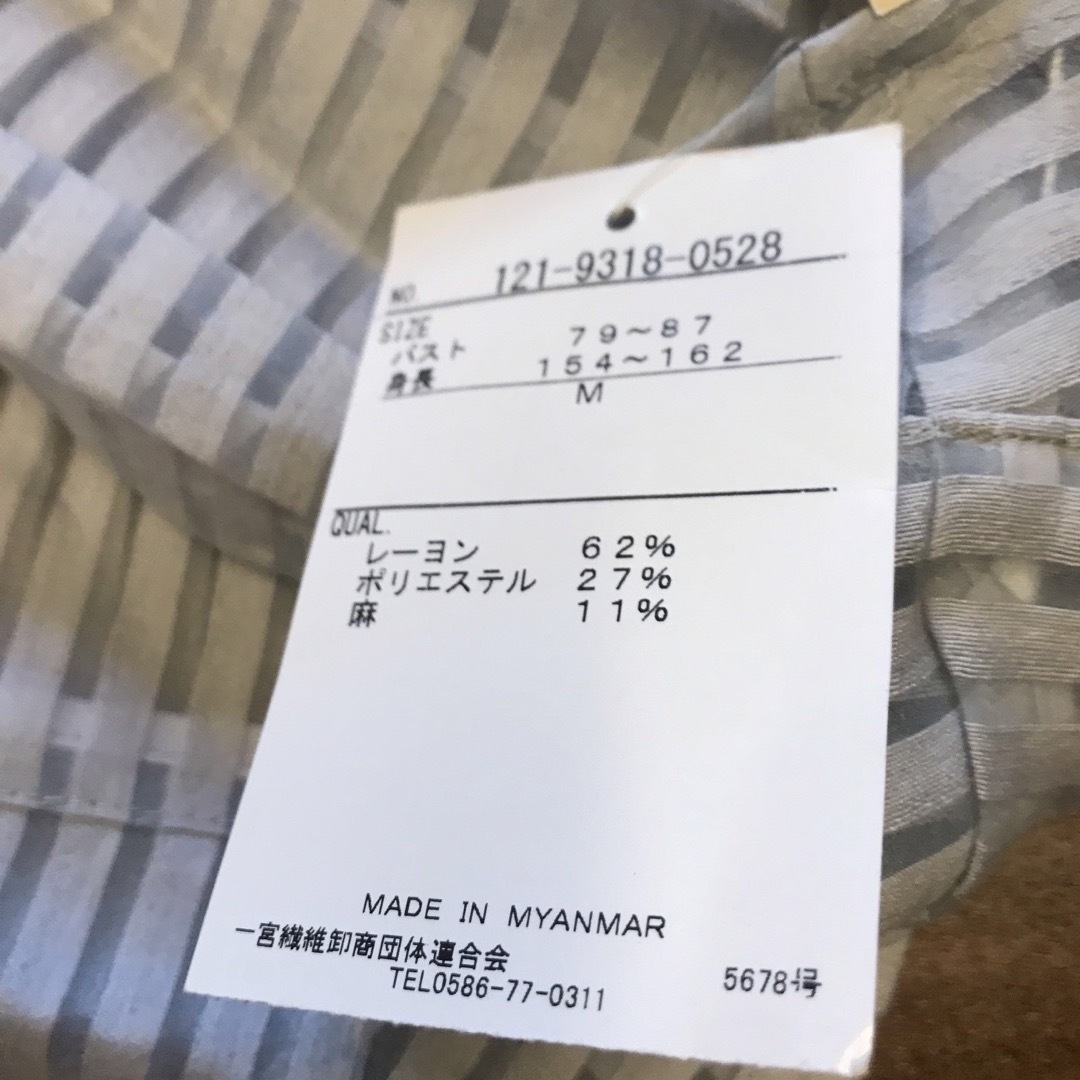 NO 121-9318-0528
SIZE
バスト 79～87
身長 154～162
M
QUAL.
レーヨン 62%
ポリエステル 27%
麻 11%
MADE IN MYANMAR
一宮繊維卸商団体連合会
TEL0586-77-0311
5678号